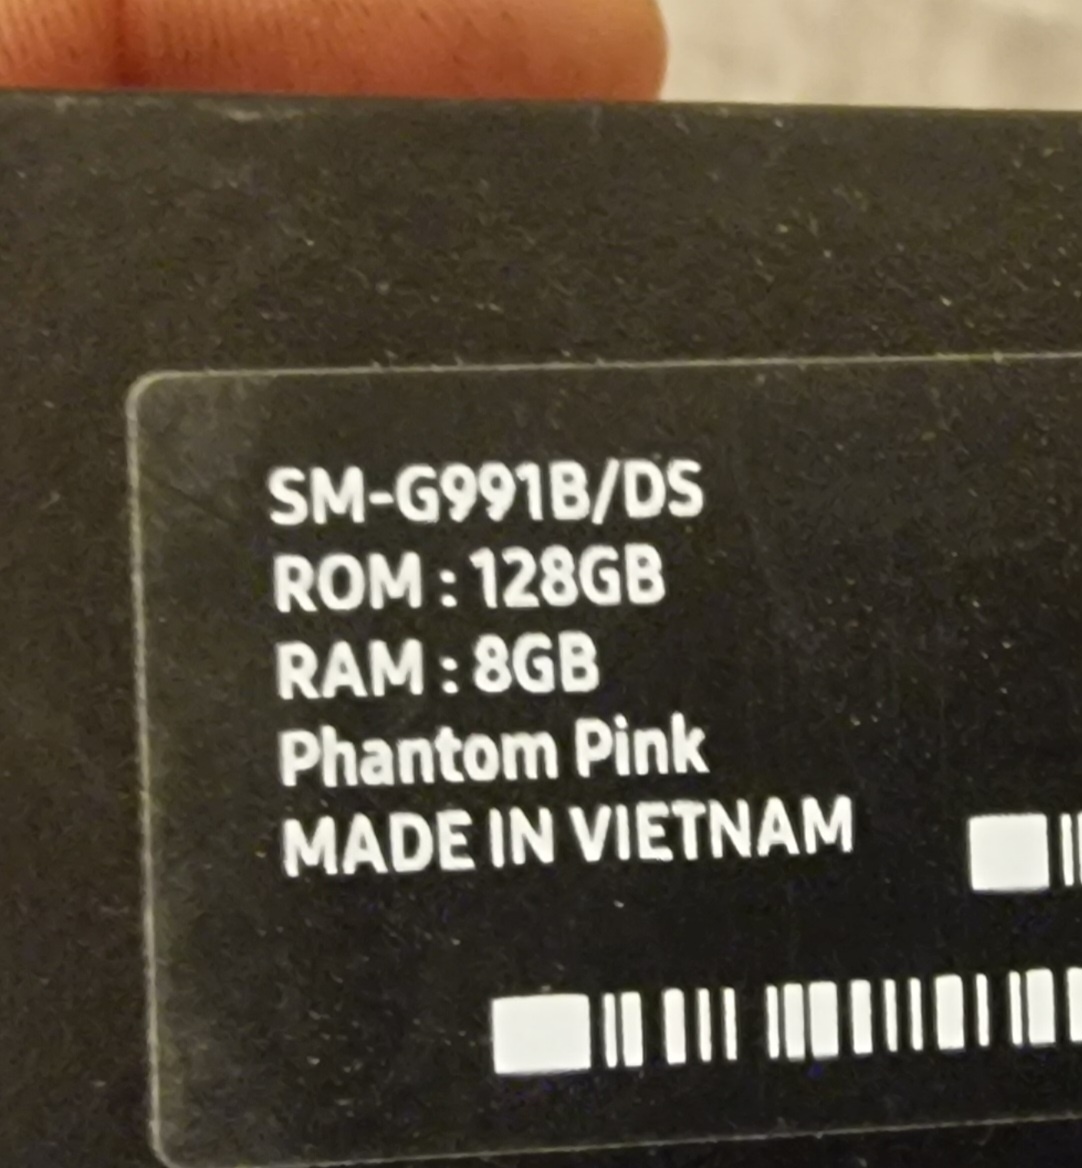 SM-G991B/DS
ROM : 128GB
RAM : 8GB
Phantom Pink
MADE IN VIETNAM